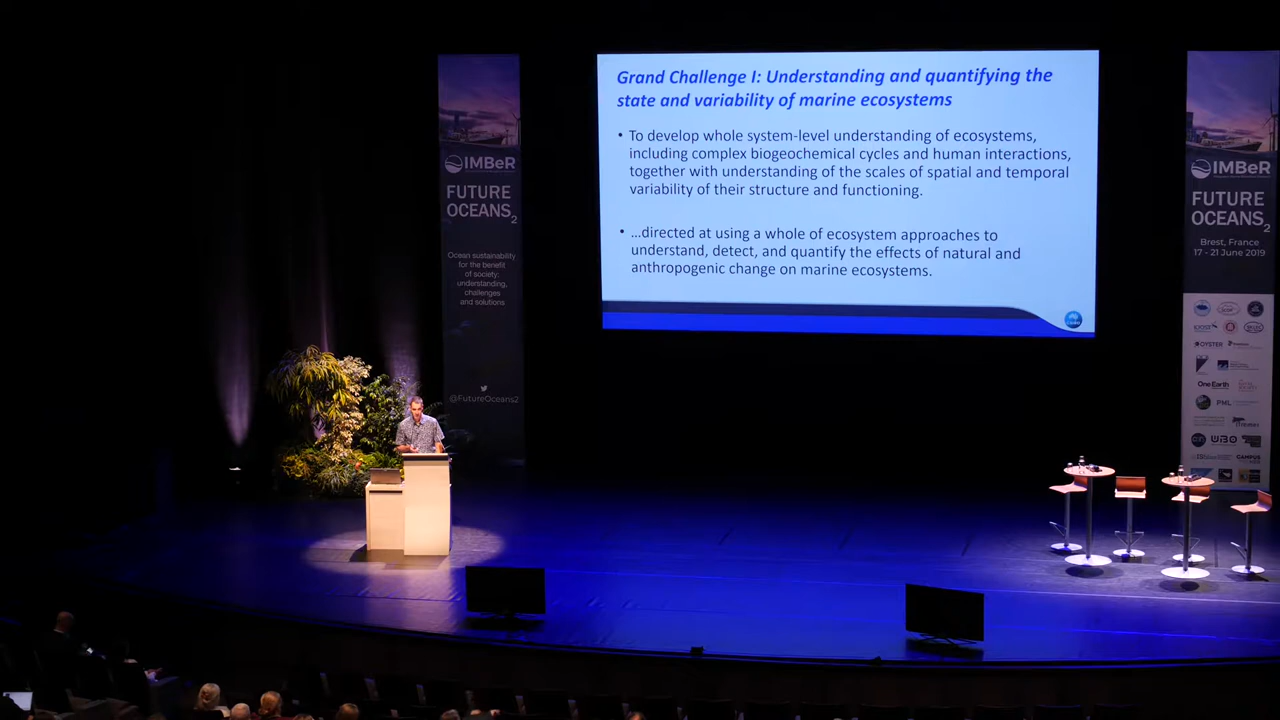 Grand Challenge I: Understanding and quantifying the
state and variability of marine ecosystems
• To develop whole system-level understanding of ecosystems,
including complex biogeochemical cycles and human interactions,
together with understanding of the scales of spatial and temporal
variability of their structure and functioning.
• ...directed at using a whole of ecosystem approaches to
understand, detect, and quantify the effects of natural and
anthropogenic change on marine ecosystems.
IMBeR
FUTURE
OCEANS2
Ocean sustainability
for the benefit
of society:
understanding,
challenges
and solutions
@FutureOceans2
IMBeR
FUTURE
OCEANS2
Brest, France
17 - 21 June 2019
OYSTER
One Earth
PML
UBO
CAMPUS